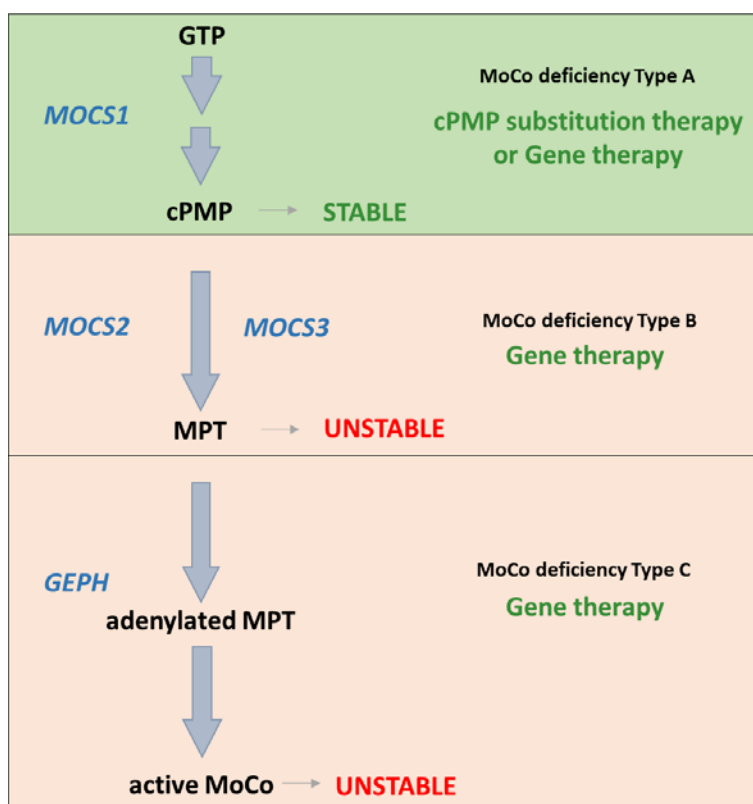 GTP
MOCS1
MoCo deficiency Type A
cPMP substitution therapy
or Gene therapy
cPMP
STABLE
MOCS2
MOCS3
MoCo deficiency Type B
Gene therapy
MPT
UNSTABLE
GEPH
MoCo deficiency Type C
Gene therapy
adenylated MPT
active MoCo
UNSTABLE